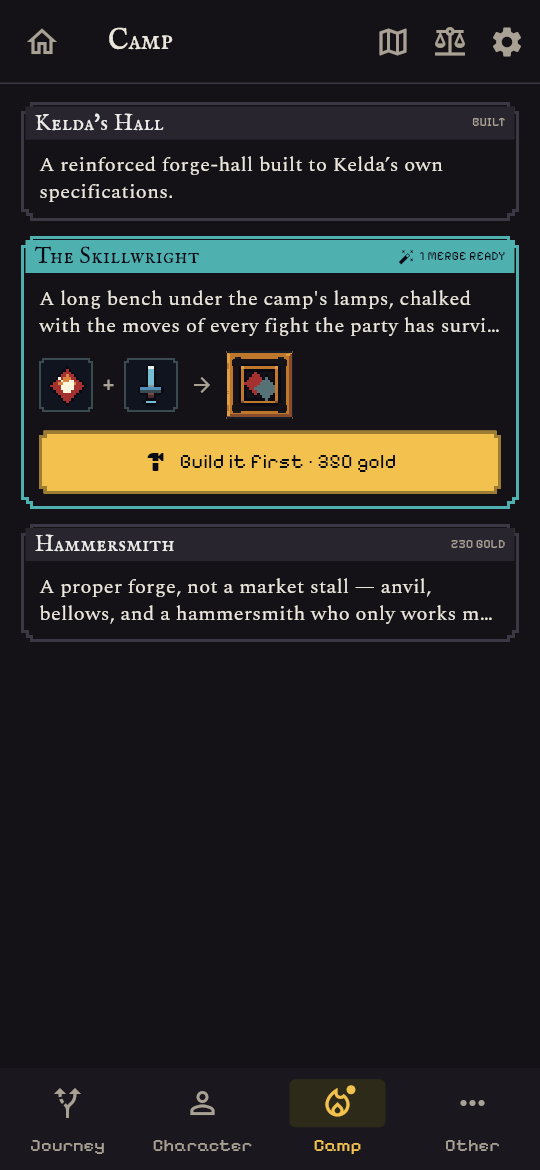 Camp
Kelda's Hall
BUILT
A reinforced forge-hall built to Kelda's own
specifications.
The Skillwright
1 MERGE READY
A long bench under the camp's lamps, chalked
with the moves of every fight the party has survi…
+
Build it first · 380 gold
Hammersmith
230 GOLD
A proper forge, not a market stall — anvil,
bellows, and a hammersmith who only works m…
Journey
Character
Camp
Other